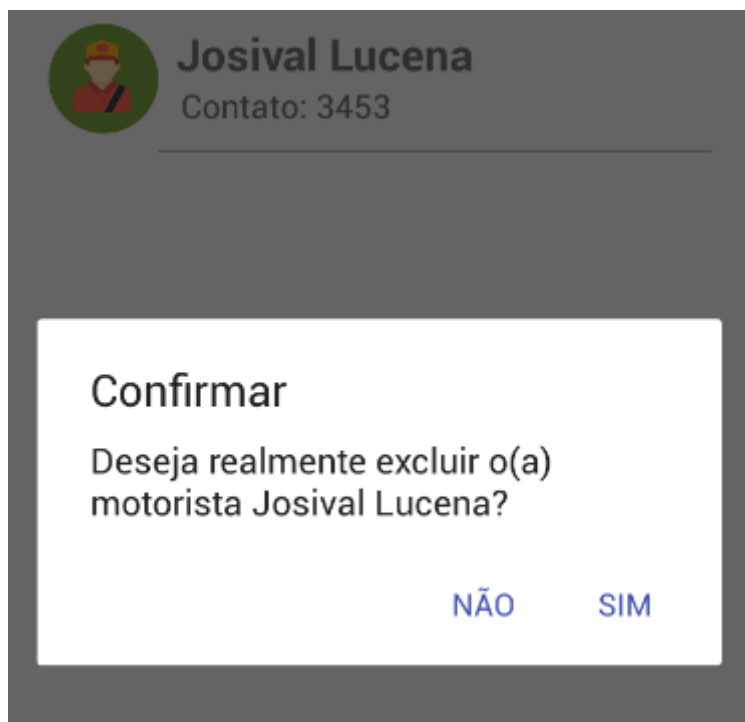 Josival Lucena
Contato: 3453
Confirmar
Deseja realmente excluir o(a)
motorista Josival Lucena?
NÃO SIM